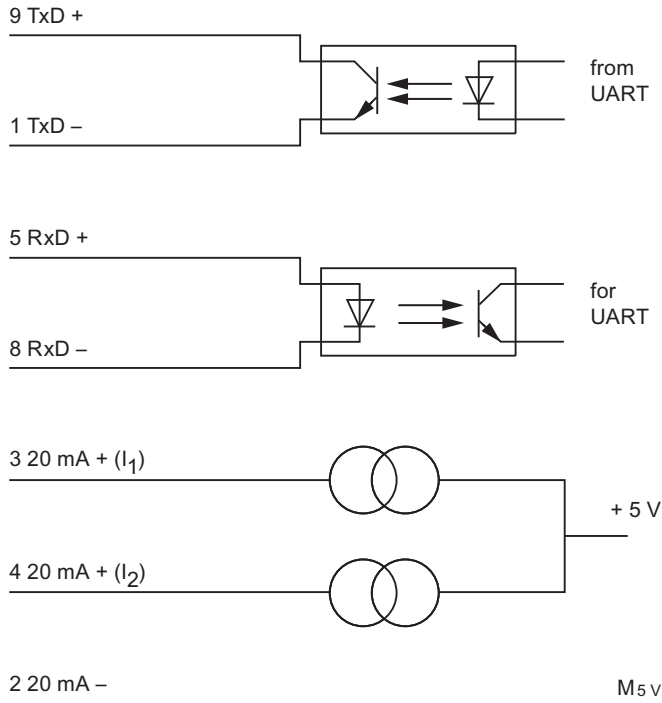 9 TxD +
from
UART
1 TxD –
5 RxD +
for
UART
8 RxD –
3 20 mA + (I1)
+ 5 V
4 20 mA + (I2)
2 20 mA –
M5 V